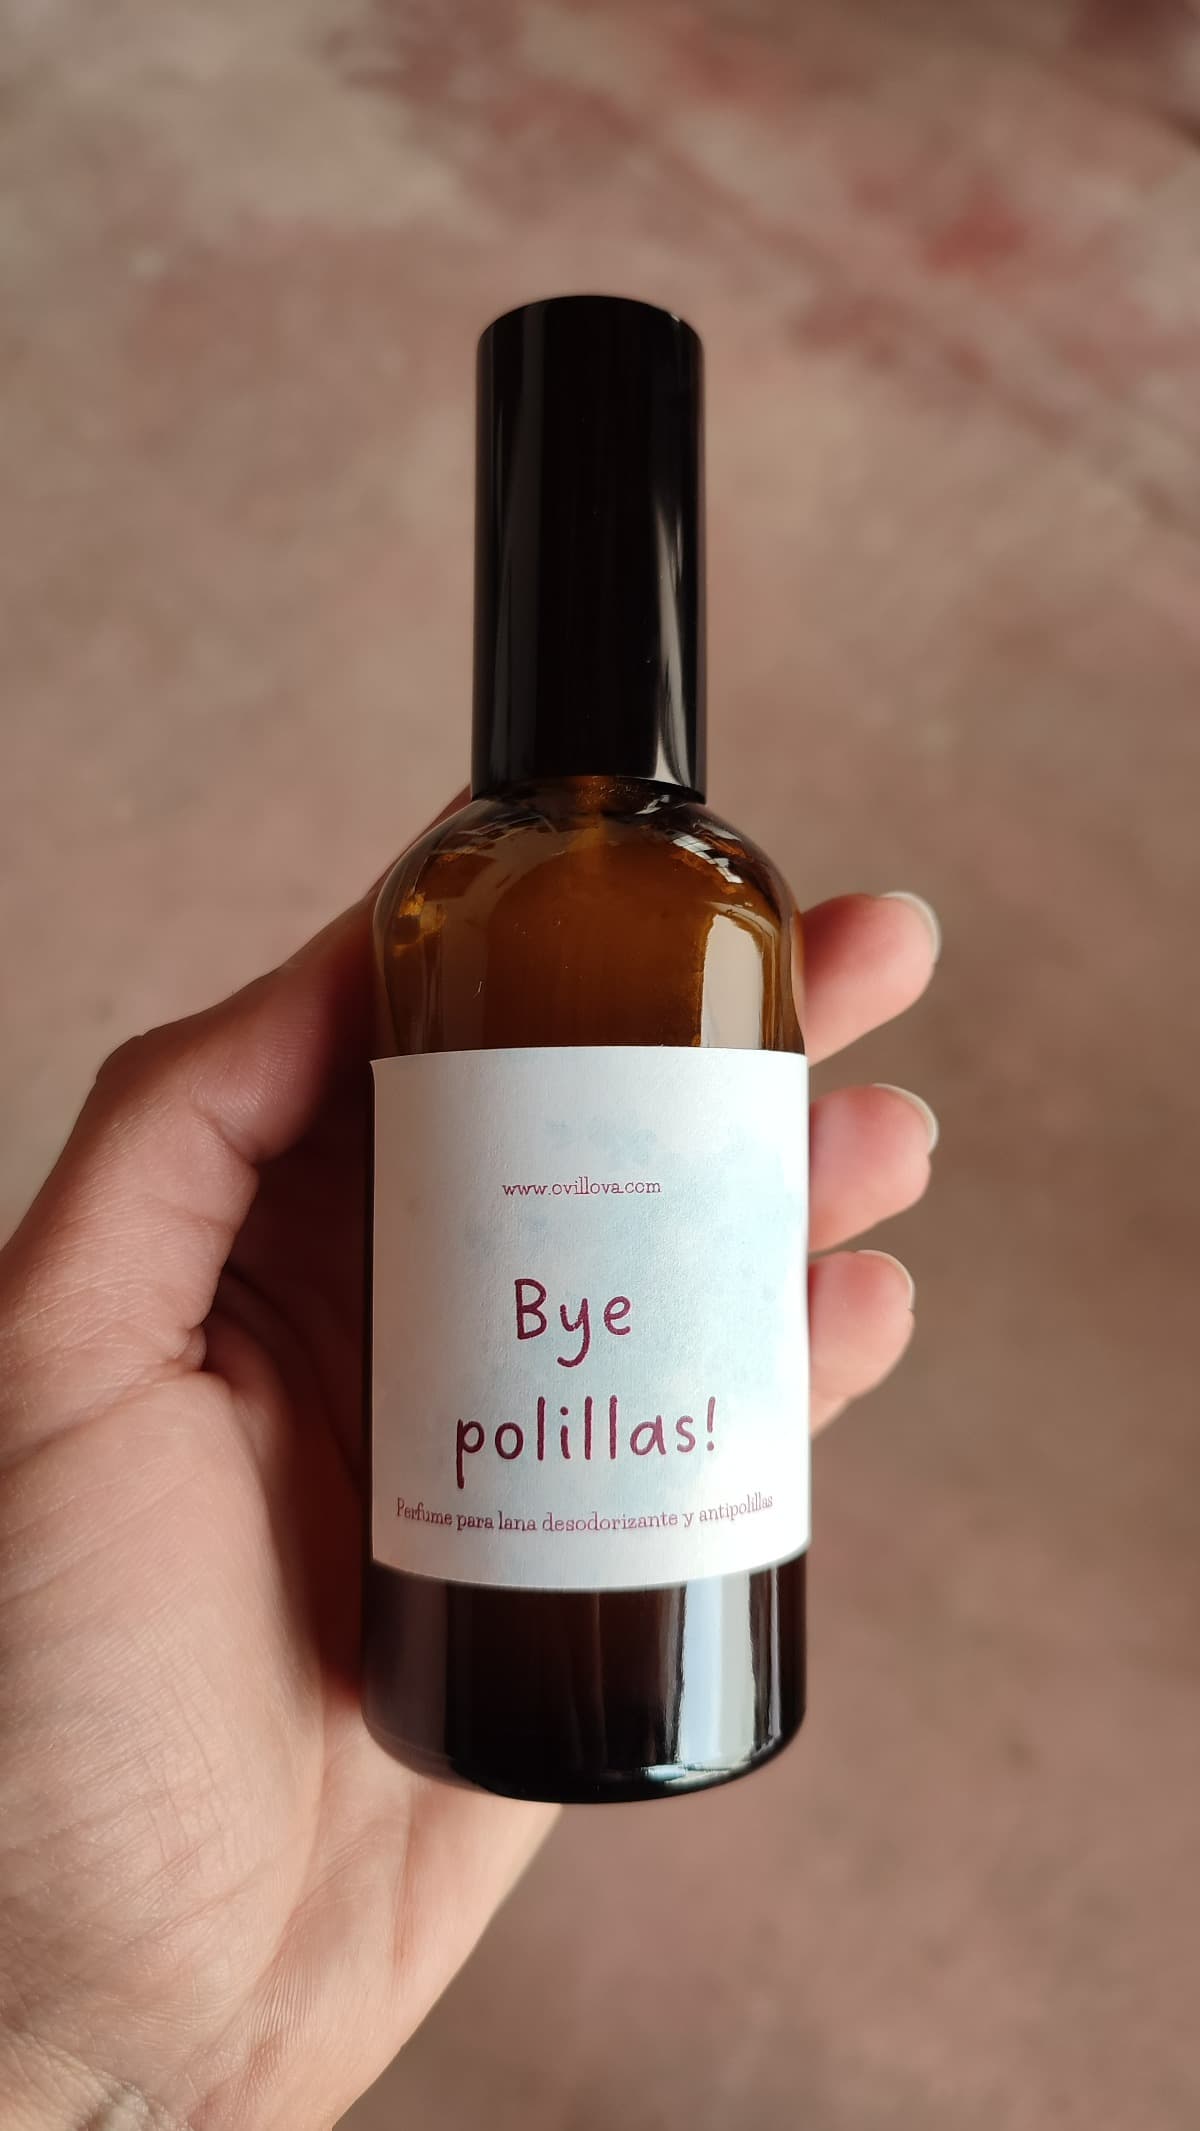 www.ovillova.com
Bye
polillas!
Perfume para lana desodorizante y antipolillas